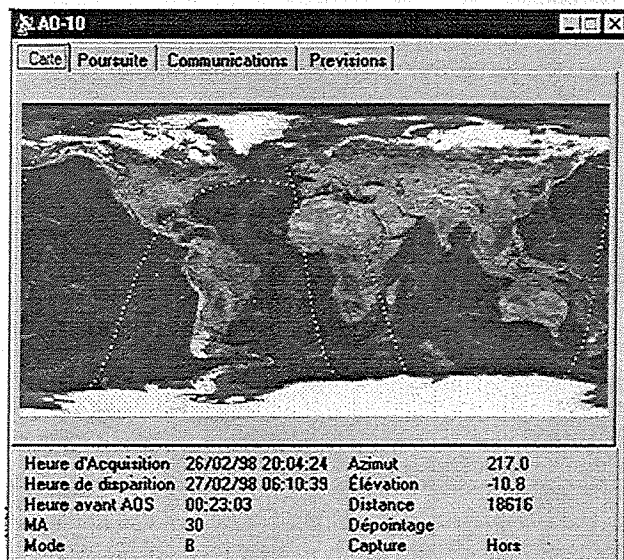 AO-10
Carte Poursuite Communications Previsions
Heure d'Acquisition 26/02/98 20:04:24 Azimut 217.0
Heure de disparition 27/02/98 06:10:39 Élévation -10.8
Heure avant AOS 00:23:03 Distance 18616
MA 30 Dépointage
Mode B Capture Hors